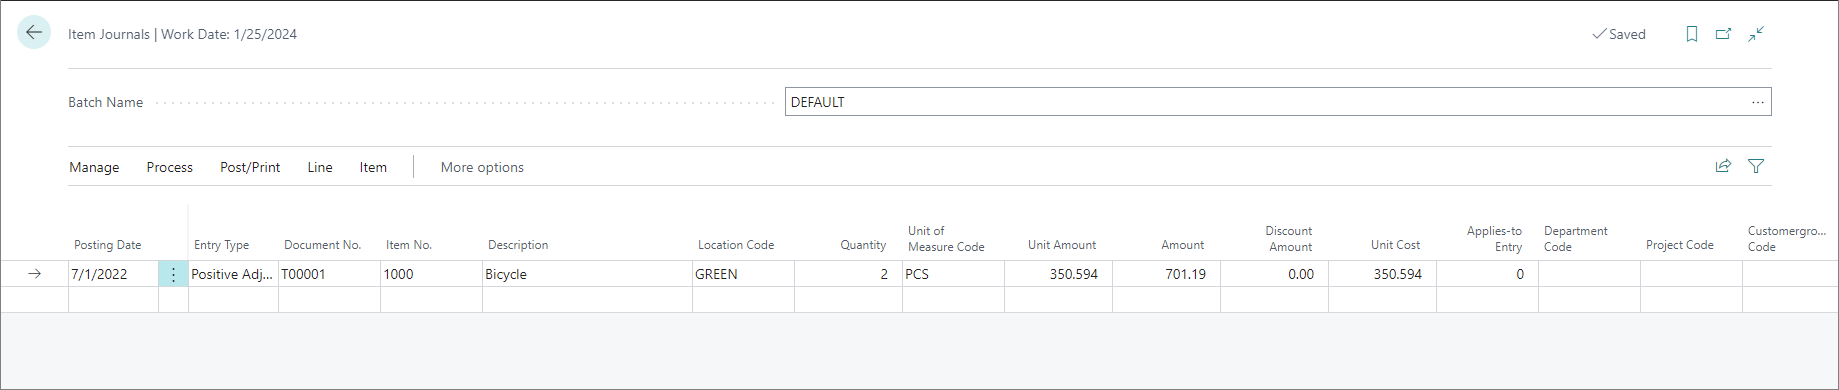 Item Journals | Work Date: 1/25/2024
Saved
Batch Name
DEFAULT
Manage Process Post/Print Line Item More options
Posting Date Entry Type Document No. Item No. Description Location Code Quantity Unit of Measure Code Unit Amount Amount Discount Amount Unit Cost Applies-to Entry Department Code Project Code Customergro... Code
7/1/2022 Positive Adj... T00001 1000 Bicycle GREEN 2 PCS 350.594 701.19 0.00 350.594 0